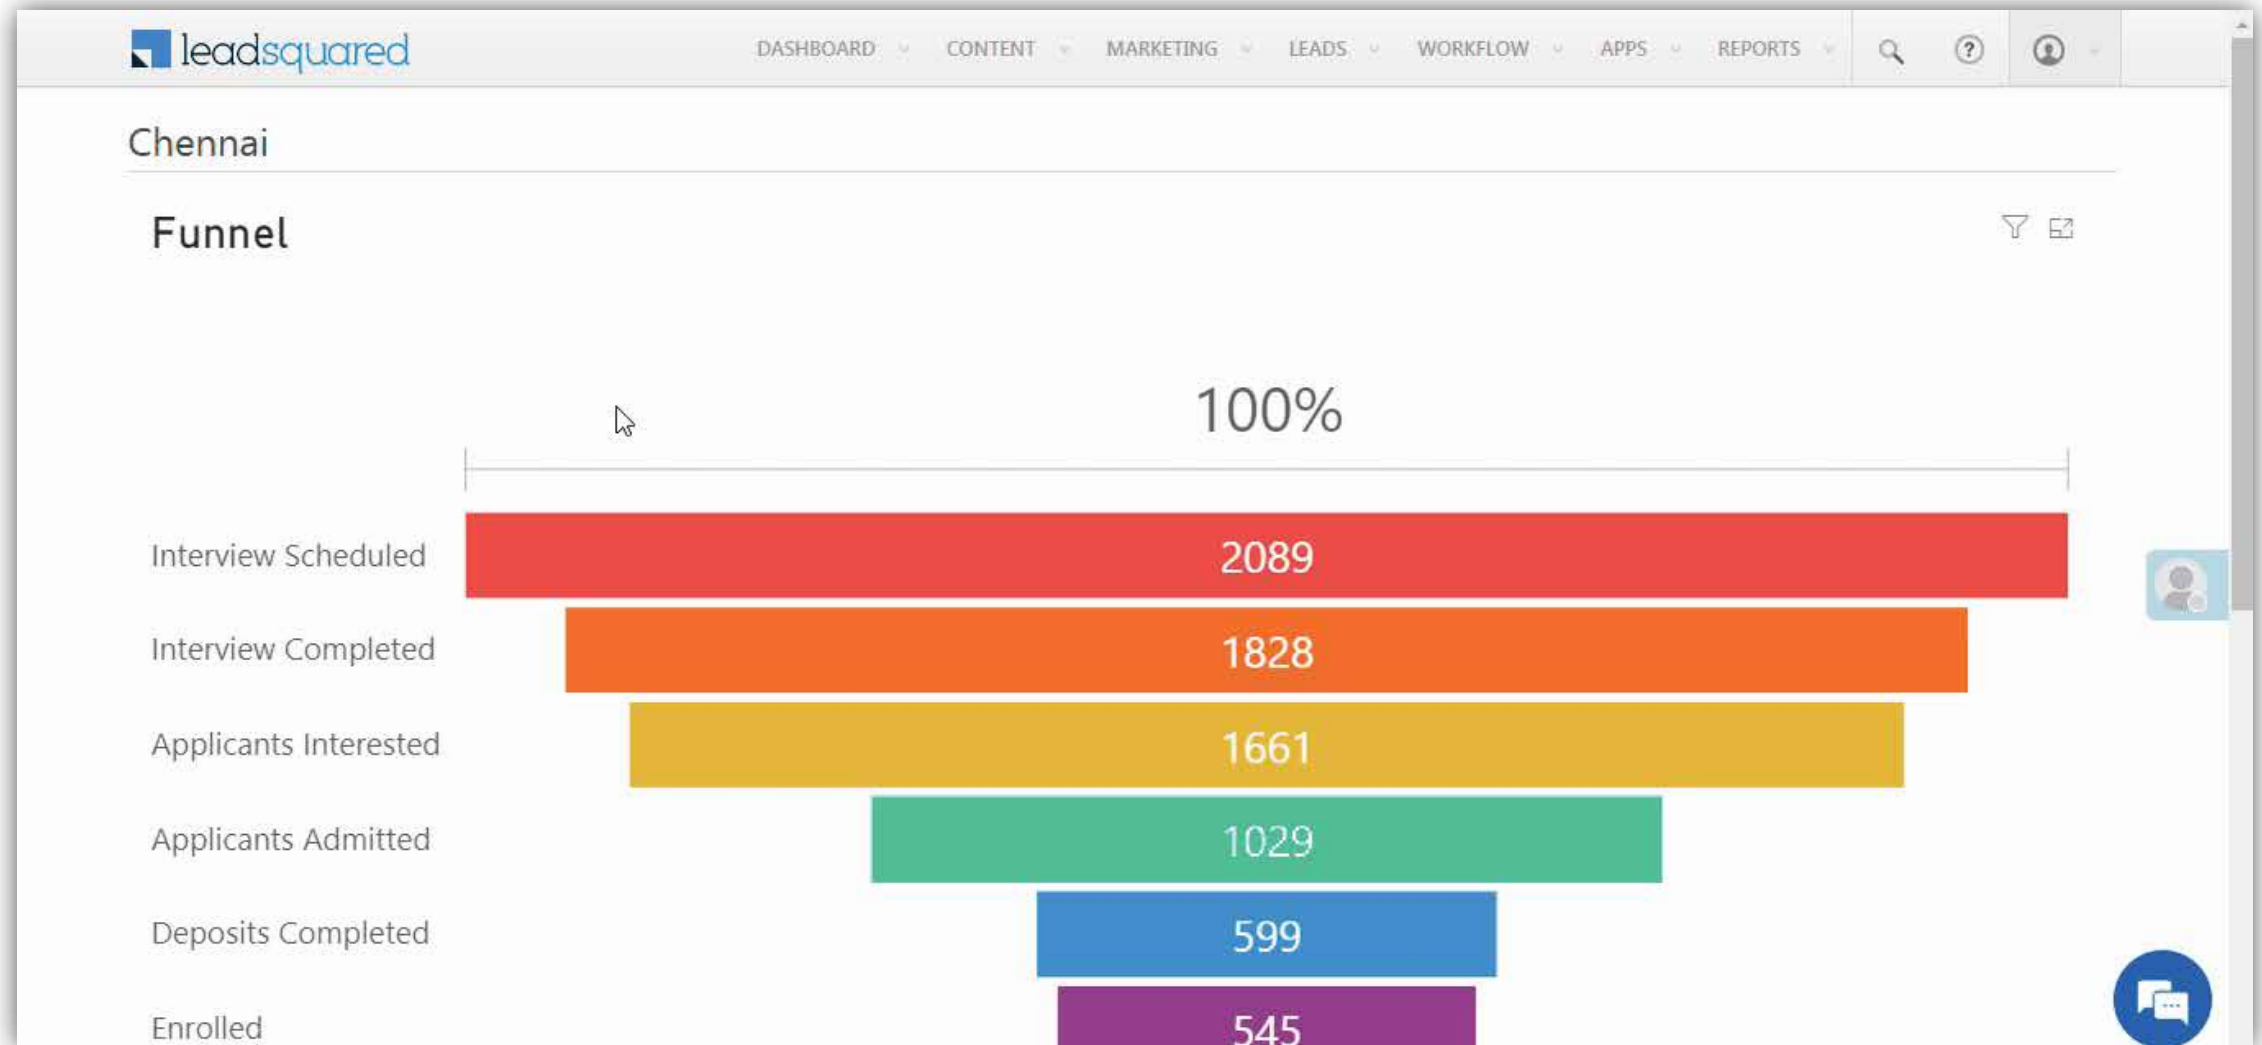 leadsquared DASHBOARD CONTENT MARKETING LEADS WORKFLOW APPS REPORTS ?
Chennai
Funnel
100%
Interview Scheduled 2089
Interview Completed 1828
Applicants Interested 1661
Applicants Admitted 1029
Deposits Completed 599
Enrolled 545